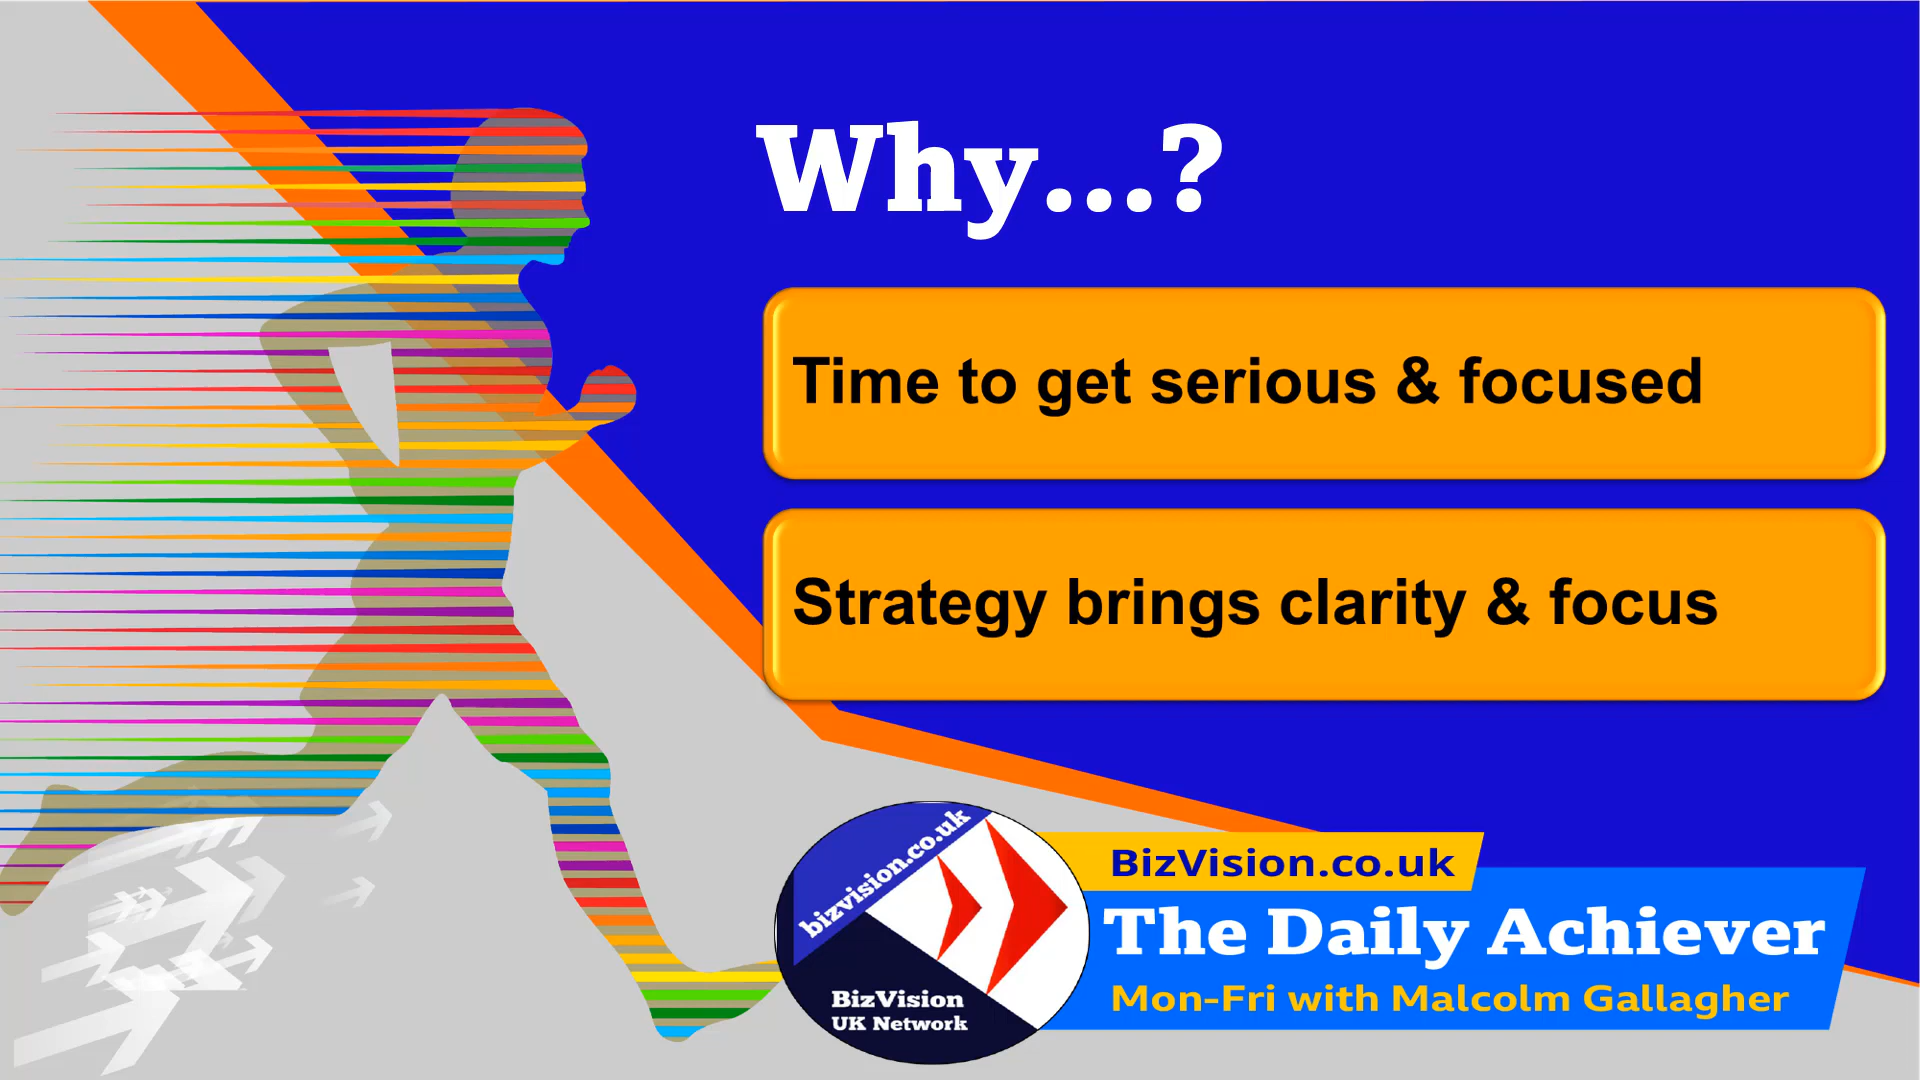 Why...?
Time to get serious & focused
Strategy brings clarity & focus
bizvision.co.uk
BizVision
UK Network
BizVision.co.uk
The Daily Achiever
Mon-Fri with Malcolm Gallagher